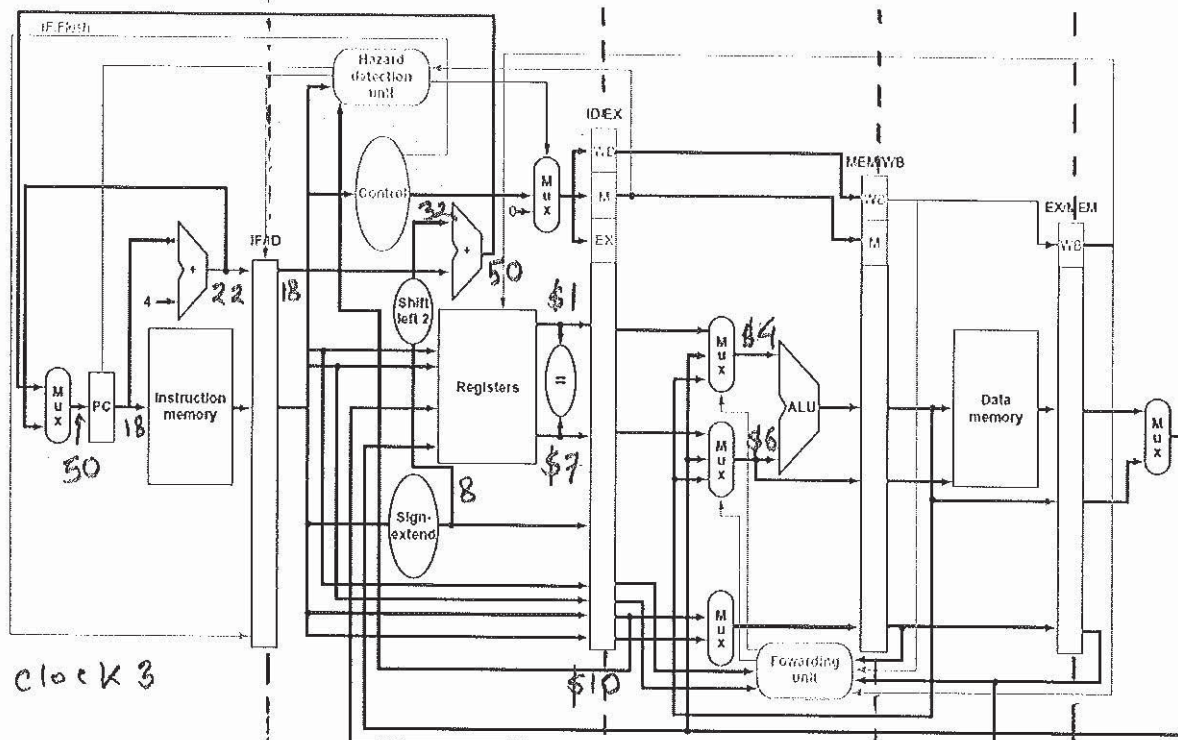 IF.Flush
Hazard
detection
unit
ID/EX
WB
M
EX
MEM/WB
WB
M
EX/MEM
WB
Control
0
Mux
IF/ID
4
+
22
18
32
+
50
Shift
left 2
$1
Registers
=
$7
Mux
$4
ALU
Mux
$6
Data
memory
Mux
Mux
PC
18
50
Instruction
memory
8
Sign-
extend
Mux
Fowarding
unit
$10
clock 3